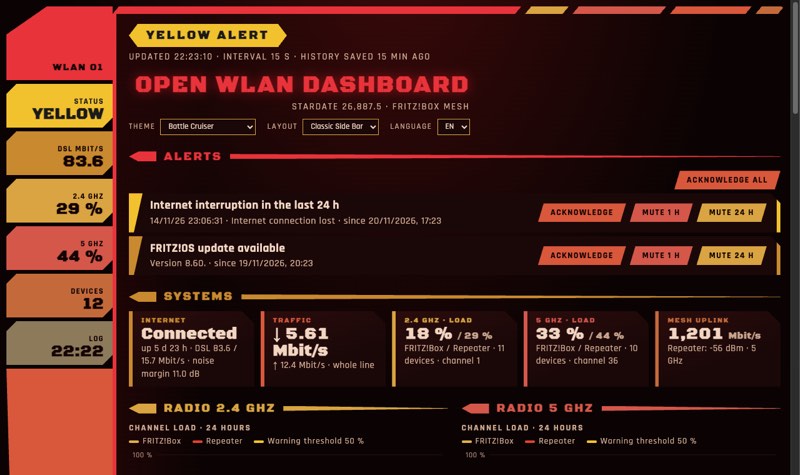 WLAN 01
STATUS
YELLOW
DSL MBIT/S
83.6
2.4 GHZ
29 %
5 GHZ
44 %
DEVICES
12
LOG
22:22
YELLOW ALERT
UPDATED 22:23:10 · INTERVAL 15 S · HISTORY SAVED 15 MIN AGO
OPEN WLAN DASHBOARD
STARDATE 26,887.5 · FRITZ!BOX MESH
THEME Battle Cruiser LAYOUT Classic Side Bar LANGUAGE EN
ALERTS
ACKNOWLEDGE ALL
Internet interruption in the last 24 h
14/11/26 23:06:31 · Internet connection lost · since 20/11/2026, 17:23
ACKNOWLEDGE MUTE 1 H MUTE 24 H
FRITZ!OS update available
Version 8.60. · since 19/11/2026, 20:23
ACKNOWLEDGE MUTE 1 H MUTE 24 H
SYSTEMS
INTERNET
Connected
up 5 d 23 h · DSL 83.6 /
15.7 Mbit/s · noise
margin 11.0 dB
TRAFFIC
↓ 5.61
Mbit/s
↑ 12.4 Mbit/s · whole line
2.4 GHZ · LOAD
18 % / 29 %
FRITZ!Box / Repeater · 11
devices · channel 1
5 GHZ · LOAD
33 % / 44 %
FRITZ!Box / Repeater · 10
devices · channel 36
MESH UPLINK
1,201 Mbit/s
Repeater: -56 dBm · 5
GHz
RADIO 2.4 GHZ
CHANNEL LOAD · 24 HOURS
FRITZ!Box Repeater Warning threshold 50 %
100 %
RADIO 5 GHZ
CHANNEL LOAD · 24 HOURS
FRITZ!Box Repeater Warning threshold 50 %
100 %